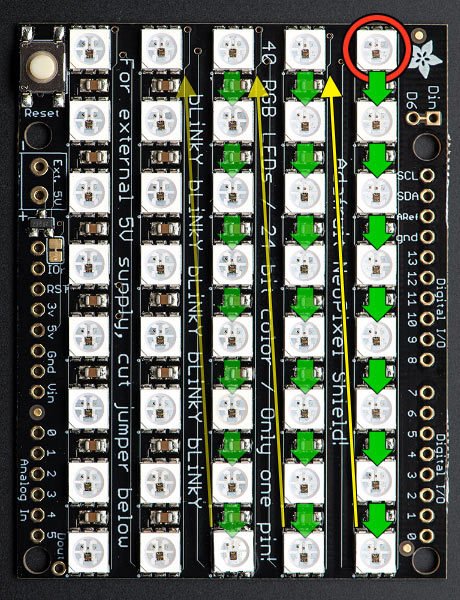 Reset
Ext. 5V
-
+
IOr
RST
3v
5v
Gnd
Vin
0
1
2
3
4
5
Analog In
Dout
For external 5V supply, cut jumper below
bLiNKY bLiNKY bLiNKY bLiNKY
40 RGB LEDs / 24 bit color / Only one pin!
Adafruit NeoPixel Shield!
Din
D6
SCL
SDA
ARef
gnd
13
12
11
10
9
8
Digital I/O
7
6
5
4
3
2
1
0
Digital I/O